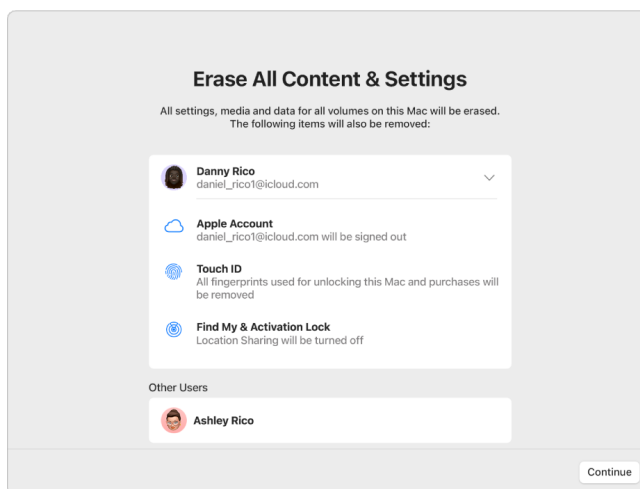 Erase All Content & Settings
All settings, media and data for all volumes on this Mac will be erased.
The following items will also be removed:
Danny Rico
daniel_rico1@icloud.com
Apple Account
daniel_rico1@icloud.com will be signed out
Touch ID
All fingerprints used for unlocking this Mac and purchases will
be removed
Find My & Activation Lock
Location Sharing will be turned off
Other Users
Ashley Rico
Continue